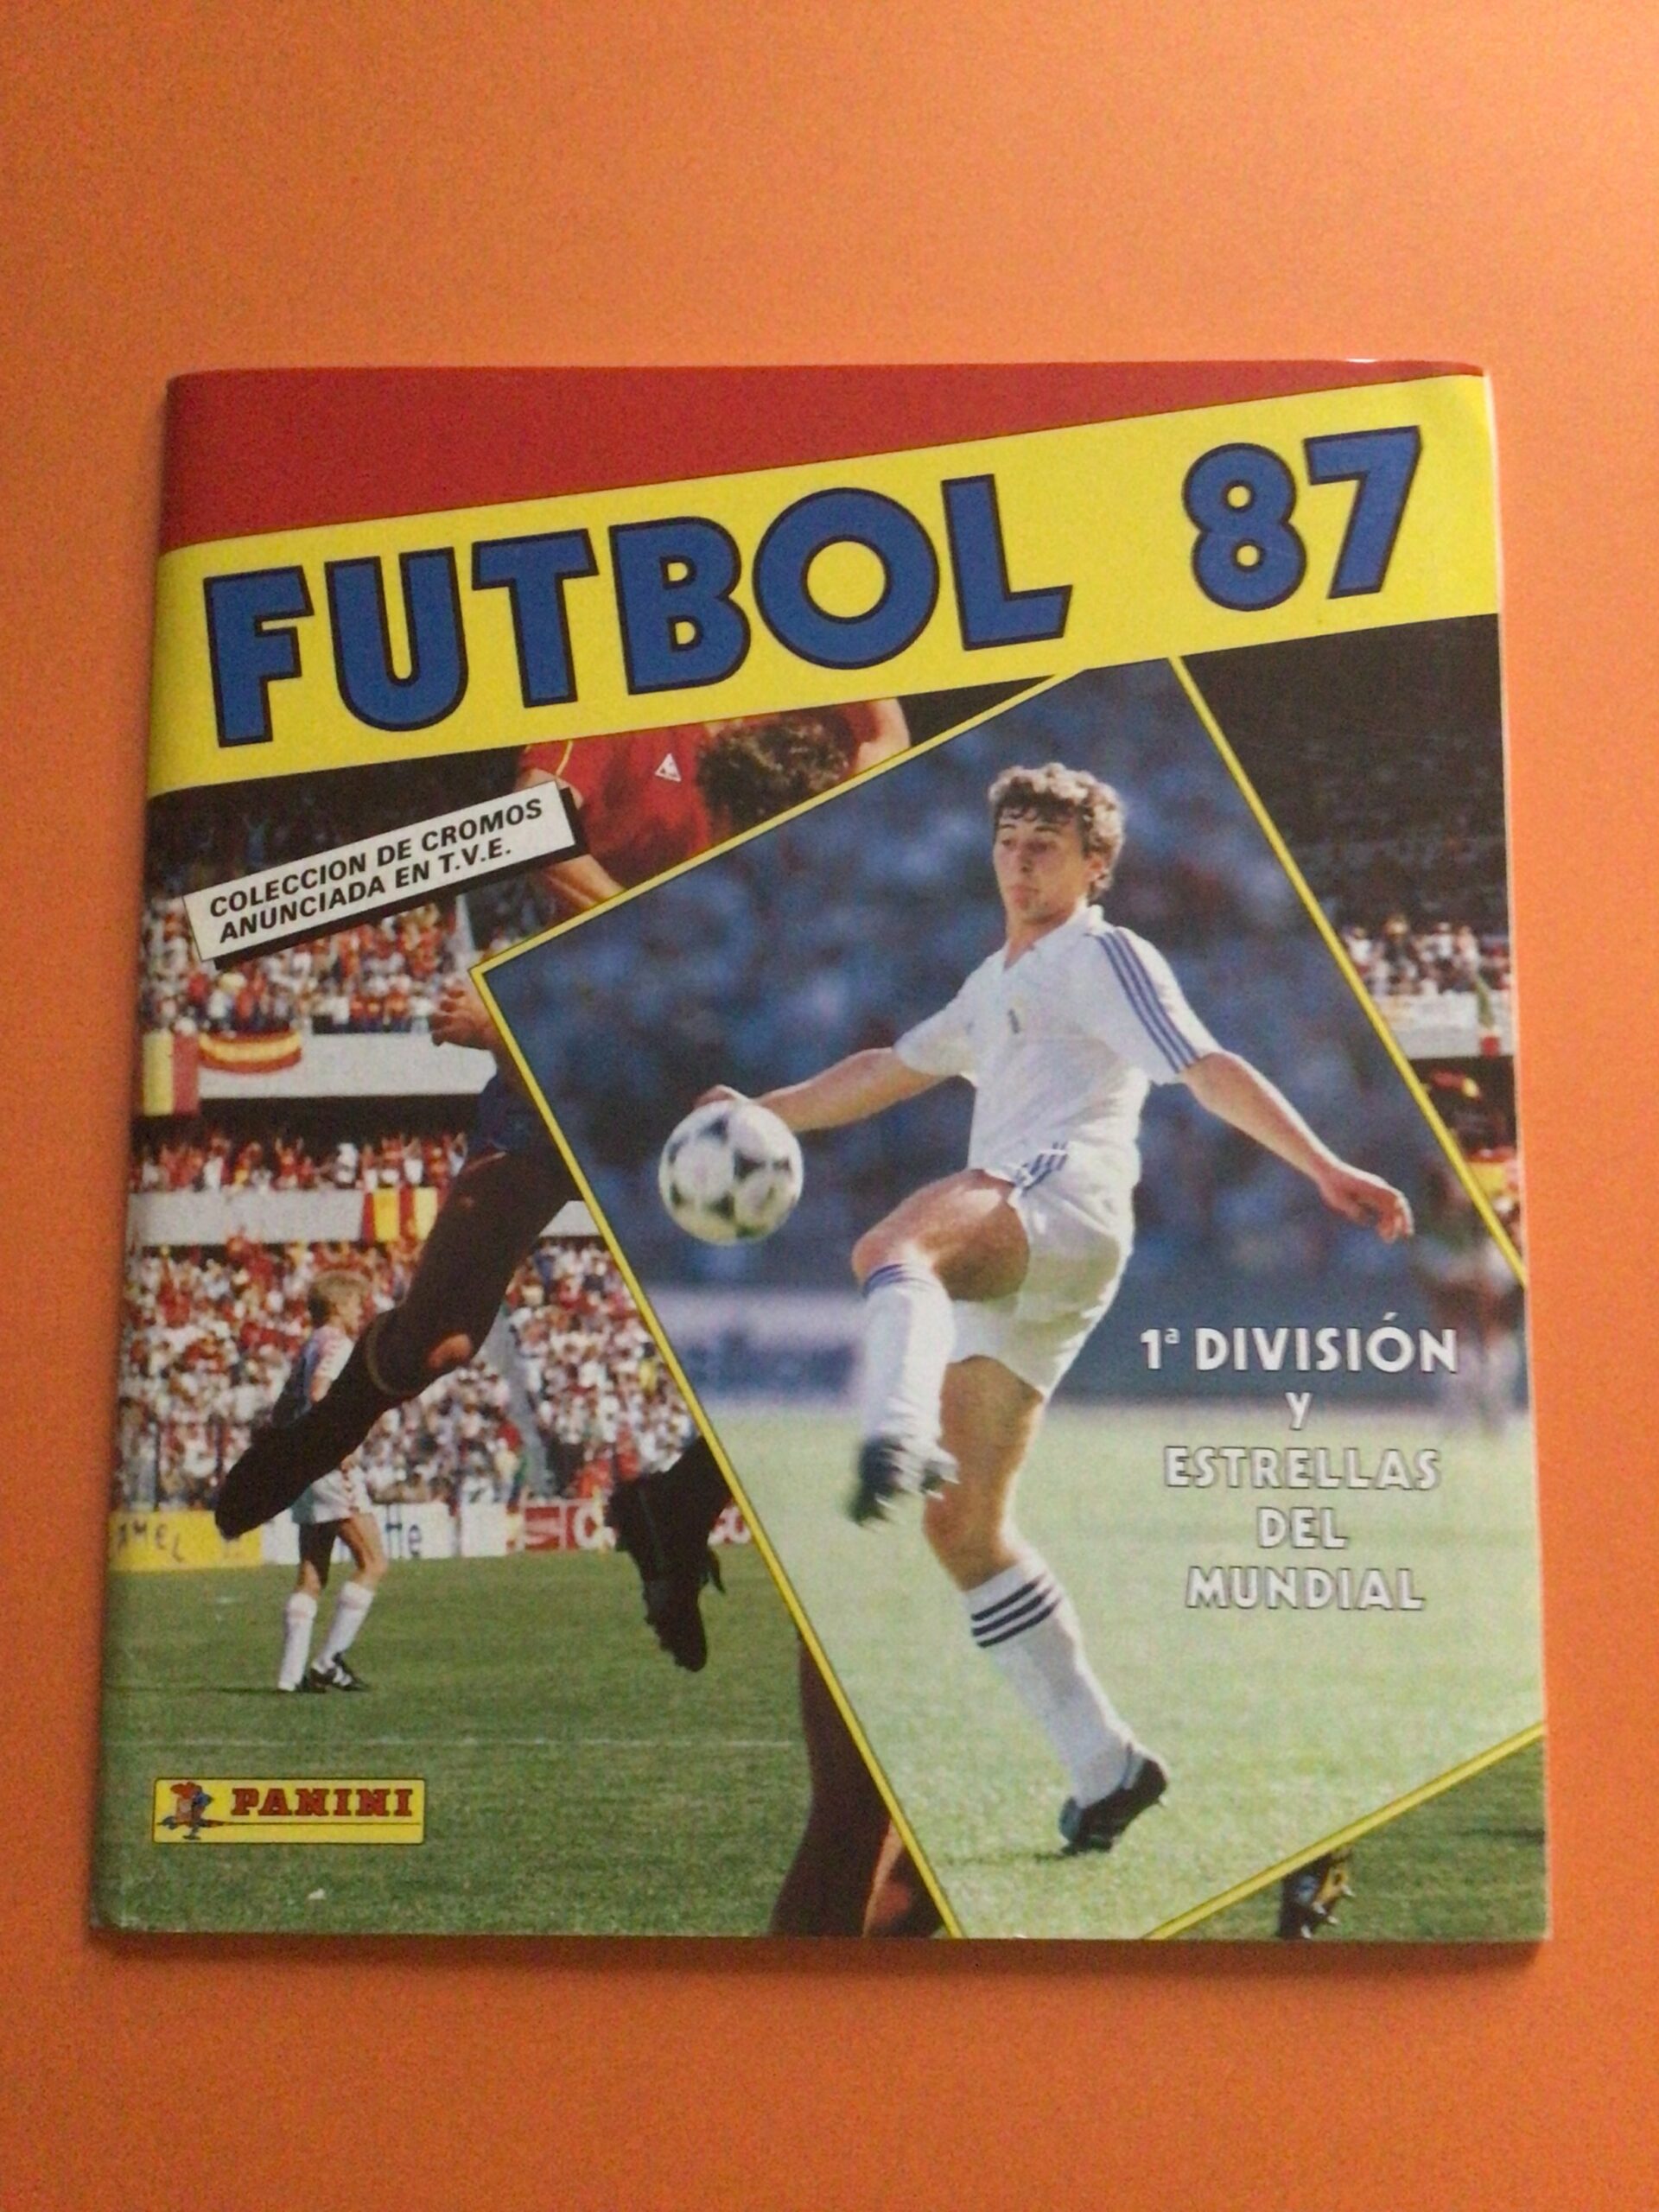 FUTBOL 87
COLECCION DE CROMOS
ANUNCIADA EN T.V.E.
1ª DIVISIÓN
Y
ESTRELLAS
DEL
MUNDIAL
PANINI